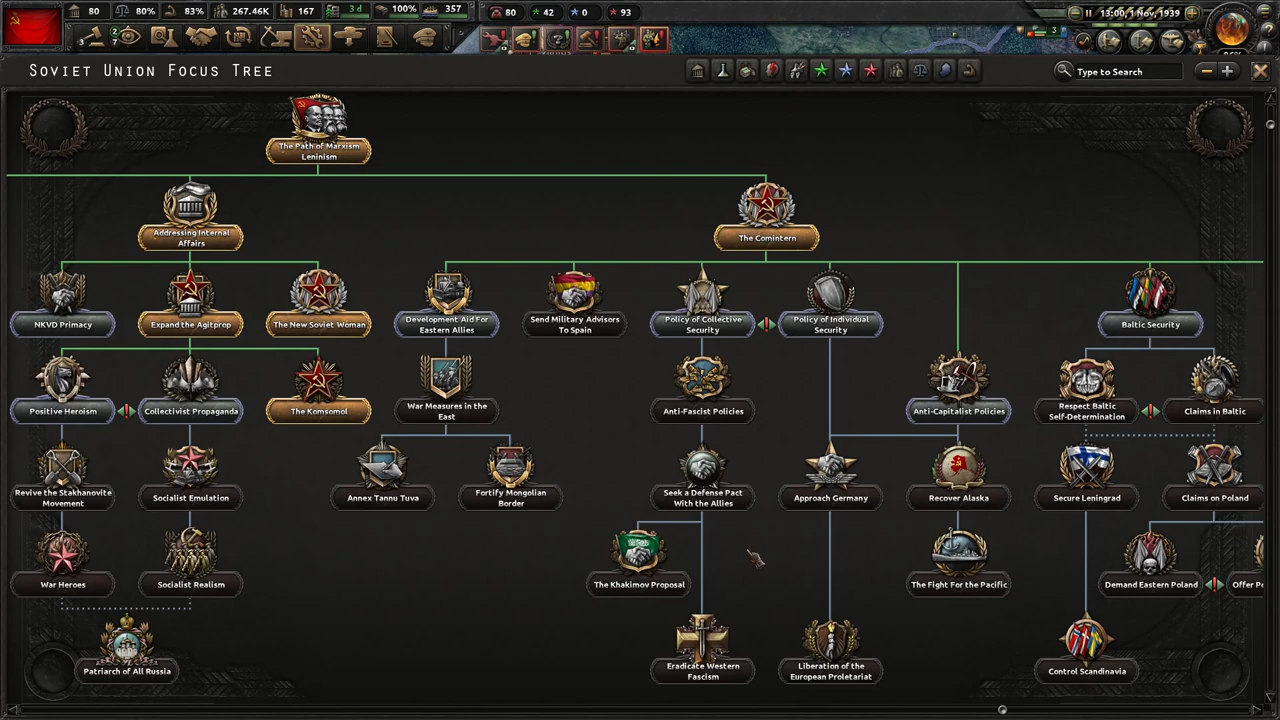 80 80% 83% 267.46K 167 3 d 100% 357 80 42 0 93 13:00, 1 Nov, 1939
3 2 7 3
SOVIET UNION FOCUS TREE
Type to Search
The Path of Marxism
Leninism
Addressing Internal
Affairs
The Comintern
NKVD Primacy
Expand the Agitprop
The New Soviet Woman
Development Aid For
Eastern Allies
Send Military Advisors
To Spain
Policy of Collective
Security
Policy of Individual
Security
Baltic Security
Positive Heroism
Collectivist Propaganda
The Komsomol
War Measures in the
East
Anti-Fascist Policies
Anti-Capitalist Policies
Respect Baltic
Self-Determination
Claims in Baltic
Revive the Stakhanovite
Movement
Socialist Emulation
Annex Tannu Tuva
Fortify Mongolian
Border
Seek a Defense Pact
With the Allies
Approach Germany
Recover Alaska
Secure Leningrad
Claims on Poland
War Heroes
Socialist Realism
The Khakimov Proposal
The Fight For the Pacific
Demand Eastern Poland
Offer Po
Patriarch of All Russia
Eradicate Western
Fascism
Liberation of the
European Proletariat
Control Scandinavia